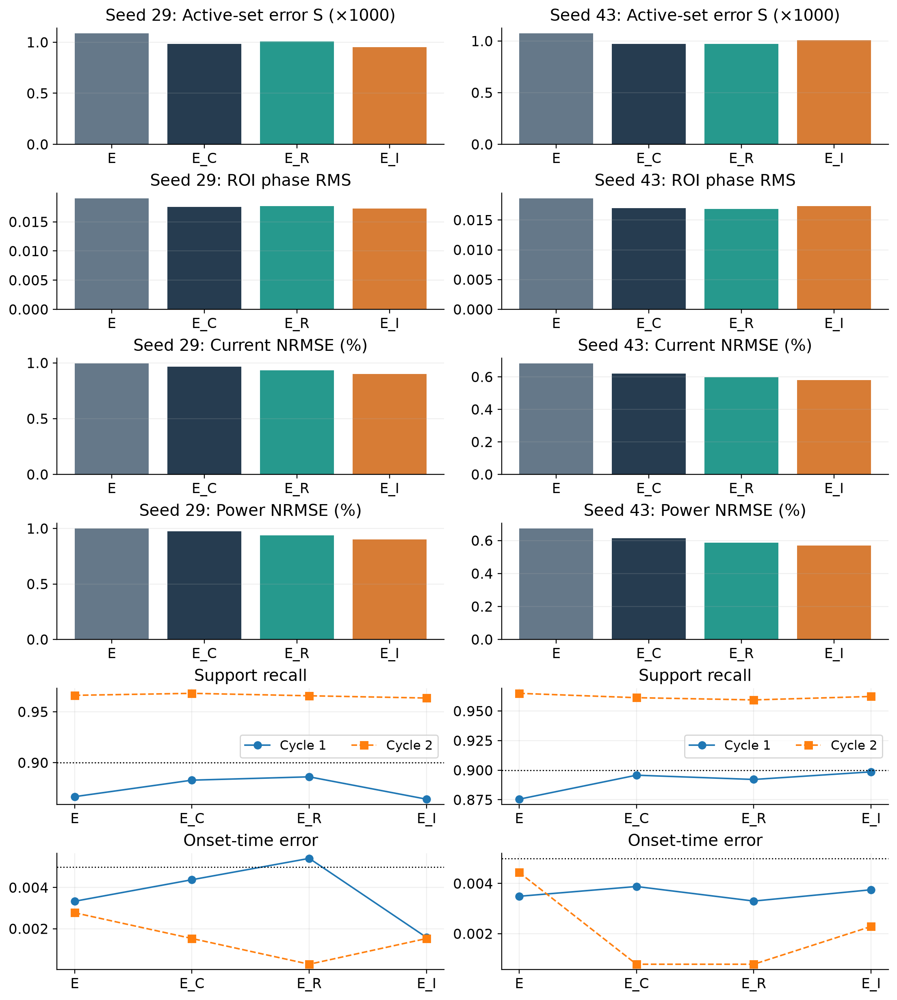 Seed 29: Active-set error S (×1000)
1.0
0.5
0.0
E E_C E_R E_I
Seed 43: Active-set error S (×1000)
1.0
0.5
0.0
E E_C E_R E_I
Seed 29: ROI phase RMS
0.015
0.010
0.005
0.000
E E_C E_R E_I
Seed 43: ROI phase RMS
0.015
0.010
0.005
0.000
E E_C E_R E_I
Seed 29: Current NRMSE (%)
1.0
0.5
0.0
E E_C E_R E_I
Seed 43: Current NRMSE (%)
0.6
0.4
0.2
0.0
E E_C E_R E_I
Seed 29: Power NRMSE (%)
1.0
0.5
0.0
E E_C E_R E_I
Seed 43: Power NRMSE (%)
0.6
0.4
0.2
0.0
E E_C E_R E_I
Support recall
0.95
0.90
Cycle 1 Cycle 2
E E_C E_R E_I
Support recall
0.950
0.925
0.900
0.875
Cycle 1 Cycle 2
E E_C E_R E_I
Onset-time error
0.004
0.002
E E_C E_R E_I
Onset-time error
0.004
0.002
E E_C E_R E_I